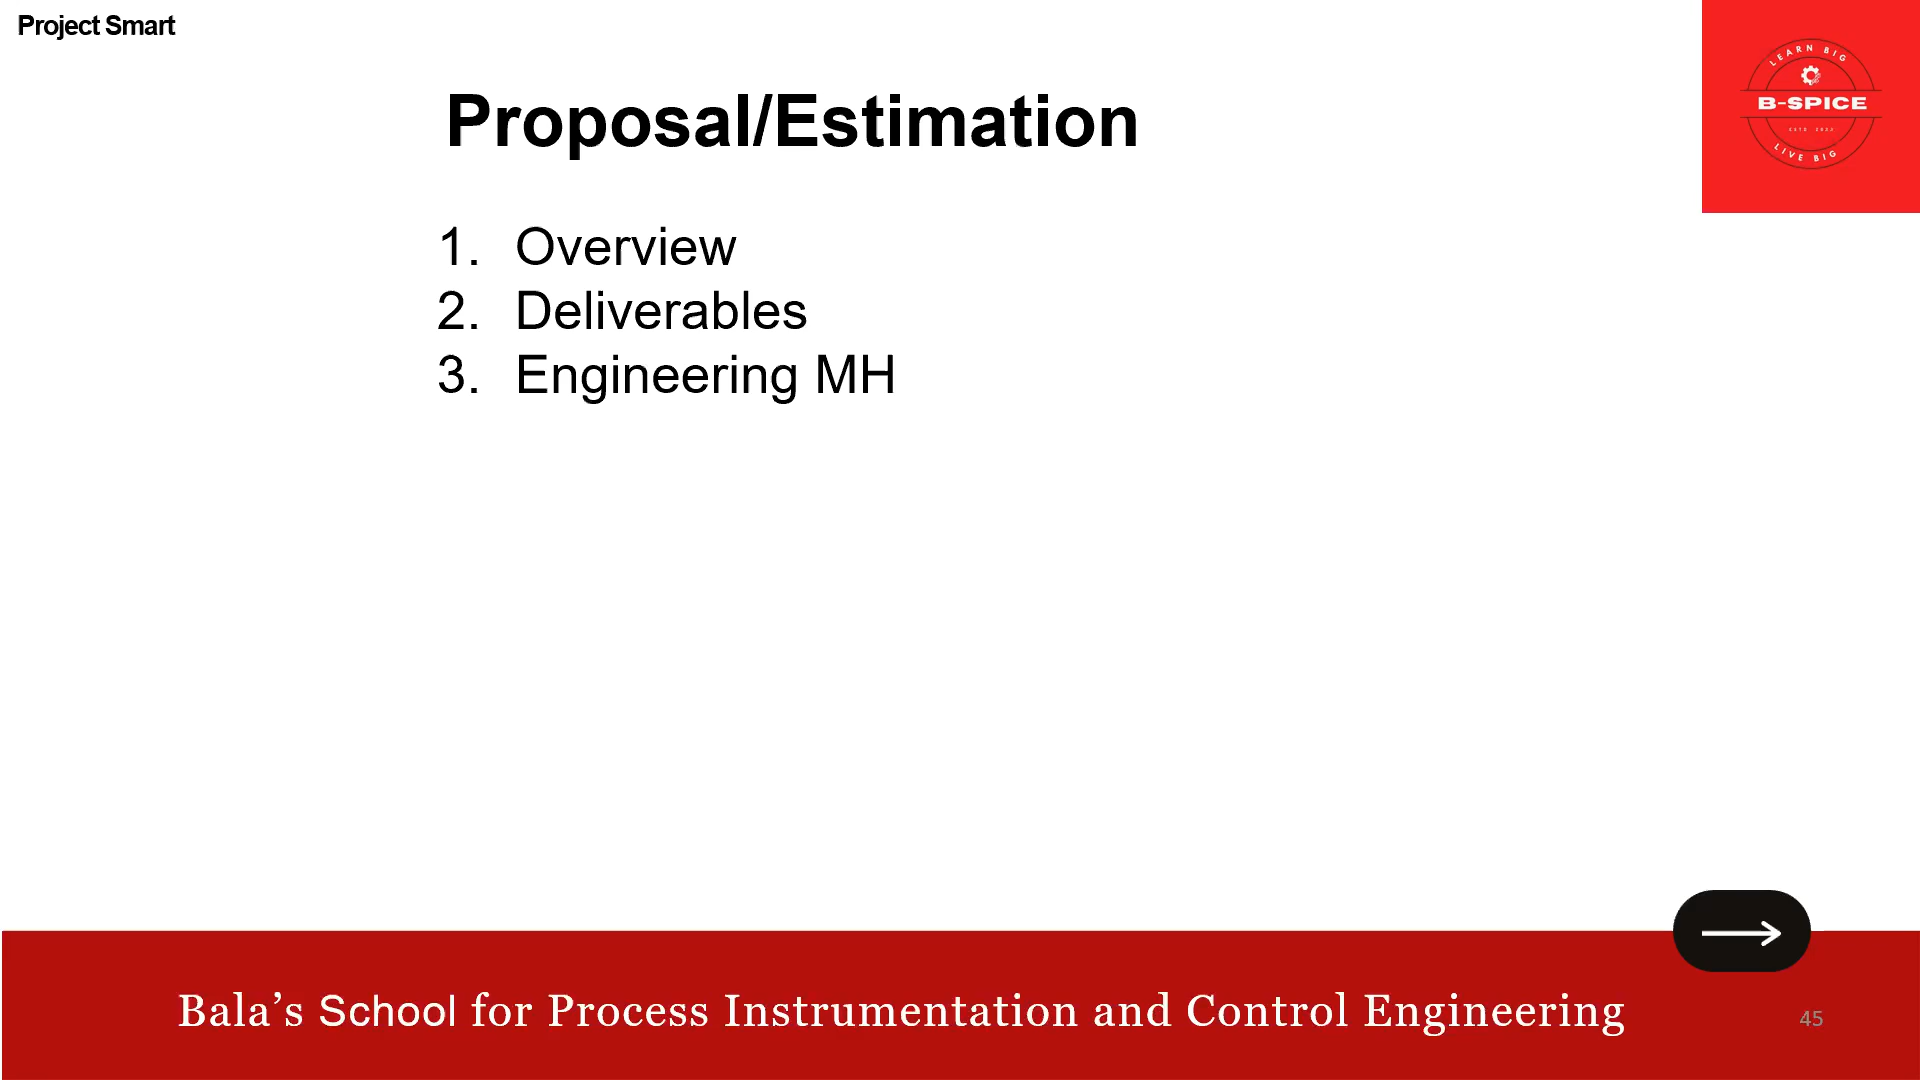 Project Smart
LEARN BIG
B-SPICE
ESTD 2022
LIVE BIG
Proposal/Estimation
1. Overview
2. Deliverables
3. Engineering MH
Bala’s School for Process Instrumentation and Control Engineering
45